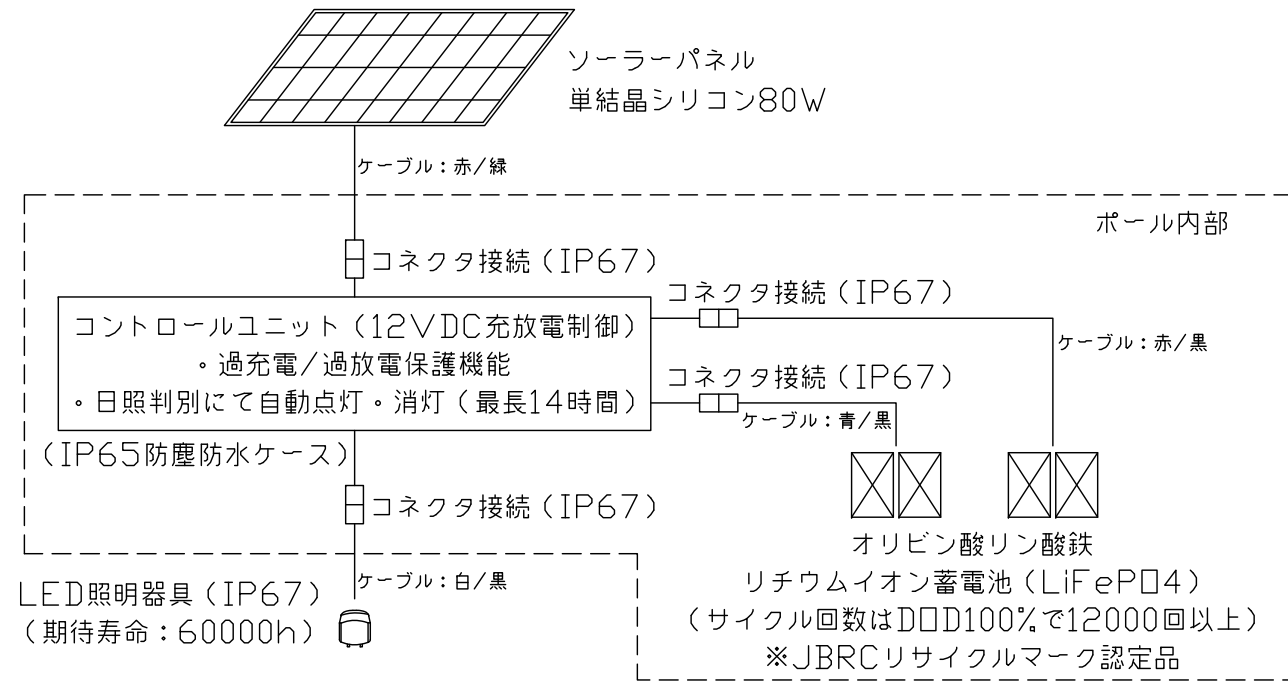 ソーラーパネル
単結晶シリコン80W
ケーブル：赤/緑
ポール内部
コネクタ接続（IP67）
コネクタ接続（IP67）
コントロールユニット（12VDC充放電制御）
・過充電/過放電保護機能
・日照判別にて自動点灯・消灯（最長14時間）
ケーブル：赤/黒
コネクタ接続（IP67）
ケーブル：青/黒
（IP65防塵防水ケース）
コネクタ接続（IP67）
オリビン酸リン酸鉄
リチウムイオン蓄電池（LiFePO4）
（サイクル回数はDOD100%で12000回以上）
※JBRCリサイクルマーク認定品
ケーブル：白/黒
LED照明器具（IP67）
（期待寿命：60000h）